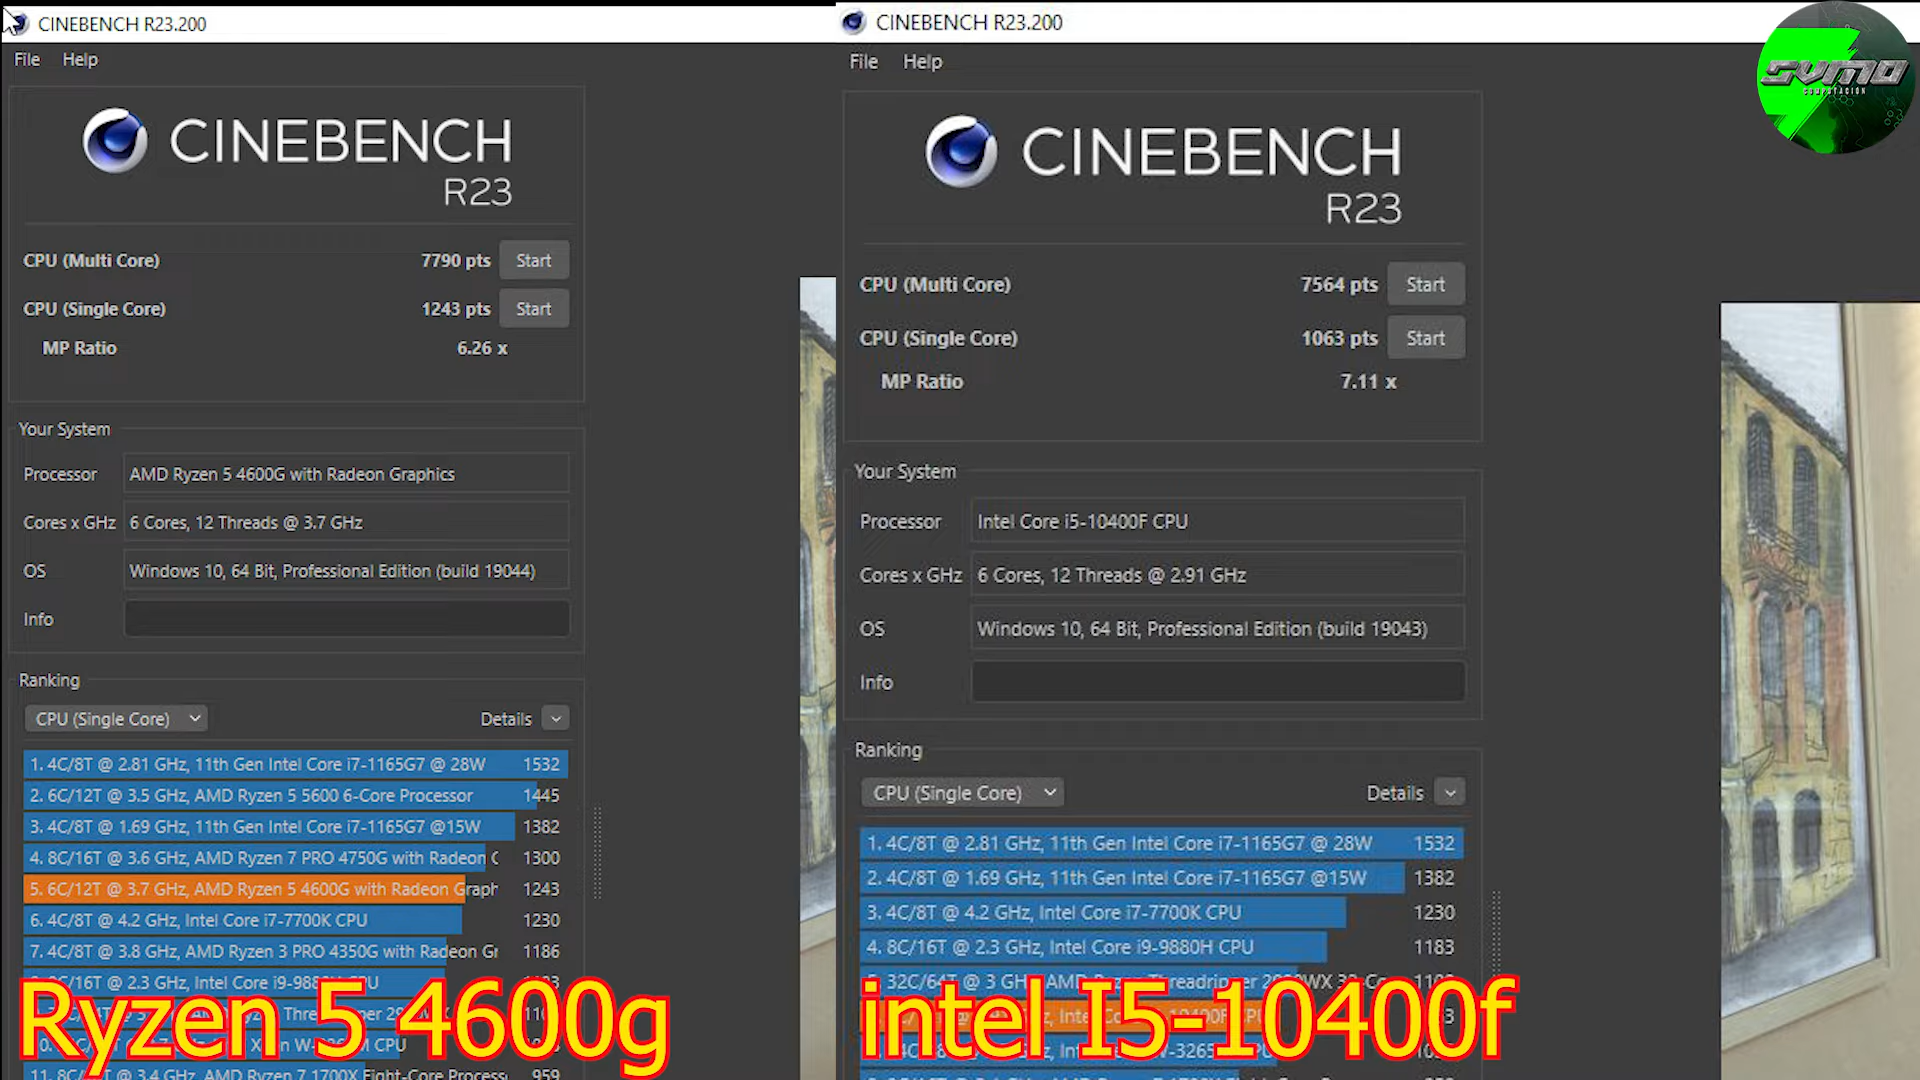 CINEBENCH R23.200
File Help
CINEBENCH
R23
CPU (Multi Core) 7790 pts Start
CPU (Single Core) 1243 pts Start
MP Ratio 6.26 x
Your System
Processor AMD Ryzen 5 4600G with Radeon Graphics
Cores x GHz 6 Cores, 12 Threads @ 3.7 GHz
OS Windows 10, 64 Bit, Professional Edition (build 19044)
Info
Ranking
CPU (Single Core) Details
1. 4C/8T @ 2.81 GHz, 11th Gen Intel Core i7-1165G7 @ 28W 1532
2. 6C/12T @ 3.5 GHz, AMD Ryzen 5 5600 6-Core Processor 1445
3. 4C/8T @ 1.69 GHz, 11th Gen Intel Core i7-1165G7 @15W 1382
4. 8C/16T @ 3.6 GHz, AMD Ryzen 7 PRO 4750G with Radeon 1300
5. 6C/12T @ 3.7 GHz, AMD Ryzen 5 4600G with Radeon Graph 1243
6. 4C/8T @ 4.2 GHz, Intel Core i7-7700K CPU 1230
7. 4C/8T @ 3.8 GHz, AMD Ryzen 3 PRO 4350G with Radeon Gr 1186
@ 2.3 GHz, Intel Core
11. 8C/16T @ 3.4 GHz, AMD Ryzen 7 1700X Eight-Core Process 959
Ryzen 5 4600g
CINEBENCH R23.200
File Help
CINEBENCH
R23
CPU (Multi Core) 7564 pts Start
CPU (Single Core) 1063 pts Start
MP Ratio 7.11 x
Your System
Processor Intel Core i5-10400F CPU
Cores x GHz 6 Cores, 12 Threads @ 2.91 GHz
OS Windows 10, 64 Bit, Professional Edition (build 19043)
Info
Ranking
CPU (Single Core) Details
1. 4C/8T @ 2.81 GHz, 11th Gen Intel Core i7-1165G7 @ 28W 1532
2. 4C/8T @ 1.69 GHz, 11th Gen Intel Core i7-1165G7 @15W 1382
3. 4C/8T @ 4.2 GHz, Intel Core i7-7700K CPU 1230
4. 8C/16T @ 2.3 GHz, Intel Core i9-9880H CPU 1183
32C/64T @ 3
intel I5-10400f
SVMO
COMPUTACIÓN